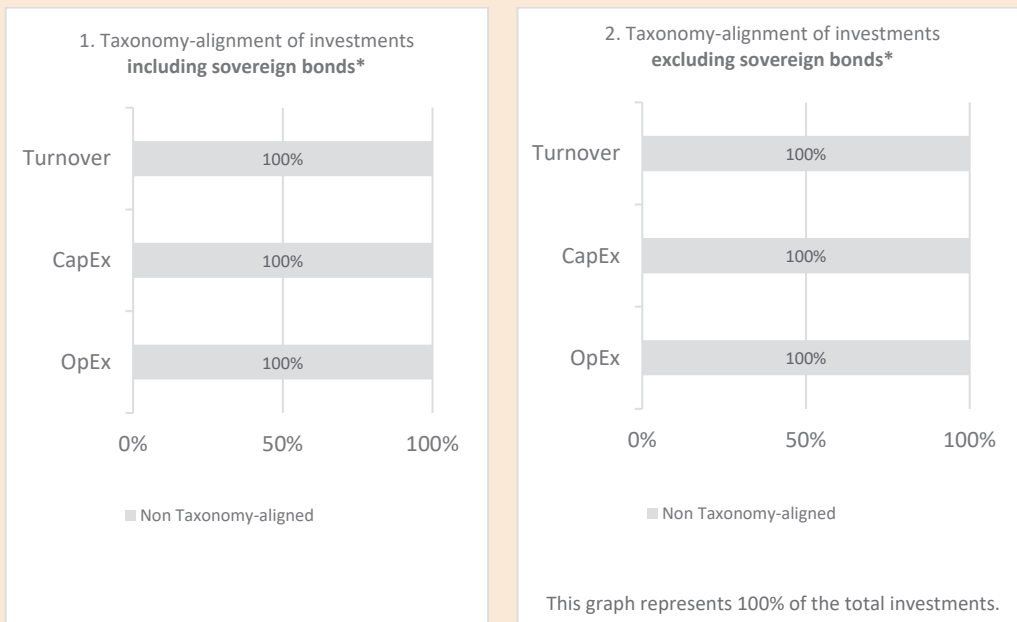 1. Taxonomy-alignment of investments
including sovereign bonds*
Turnover
100%
CapEx
100%
OpEx
100%
0%
50%
100%
Non Taxonomy-aligned
2. Taxonomy-alignment of investments
excluding sovereign bonds*
Turnover
100%
CapEx
100%
OpEx
100%
0%
50%
100%
Non Taxonomy-aligned
This graph represents 100% of the total investments.